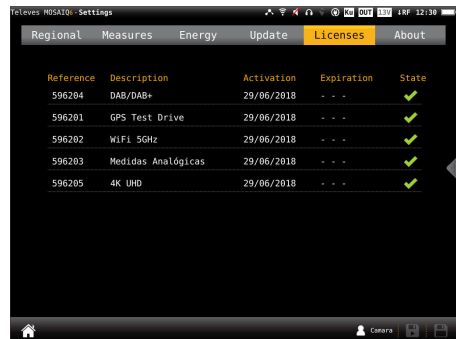 Televes MOSAIQ6-Settings Ku OUT 13V ↓RF 12:30
Regional Measures Energy Update Licenses About
Reference Description Activation Expiration State
596204 DAB/DAB+ 29/06/2018 - - -
596201 GPS Test Drive 29/06/2018 - - -
596202 WiFi 5GHz 29/06/2018 - - -
596203 Medidas Analógicas 29/06/2018 - - -
596205 4K UHD 29/06/2018 - - -
Camara